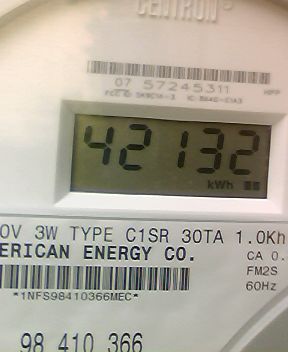 CENTRON®
07 57245311
42132
kWh
0V 3W TYPE C1SR 30TA 1.0Kh
ERICAN ENERGY CO.
CA 0.
FM2S
*1NFS98410366MEC*
60Hz
98 410 366